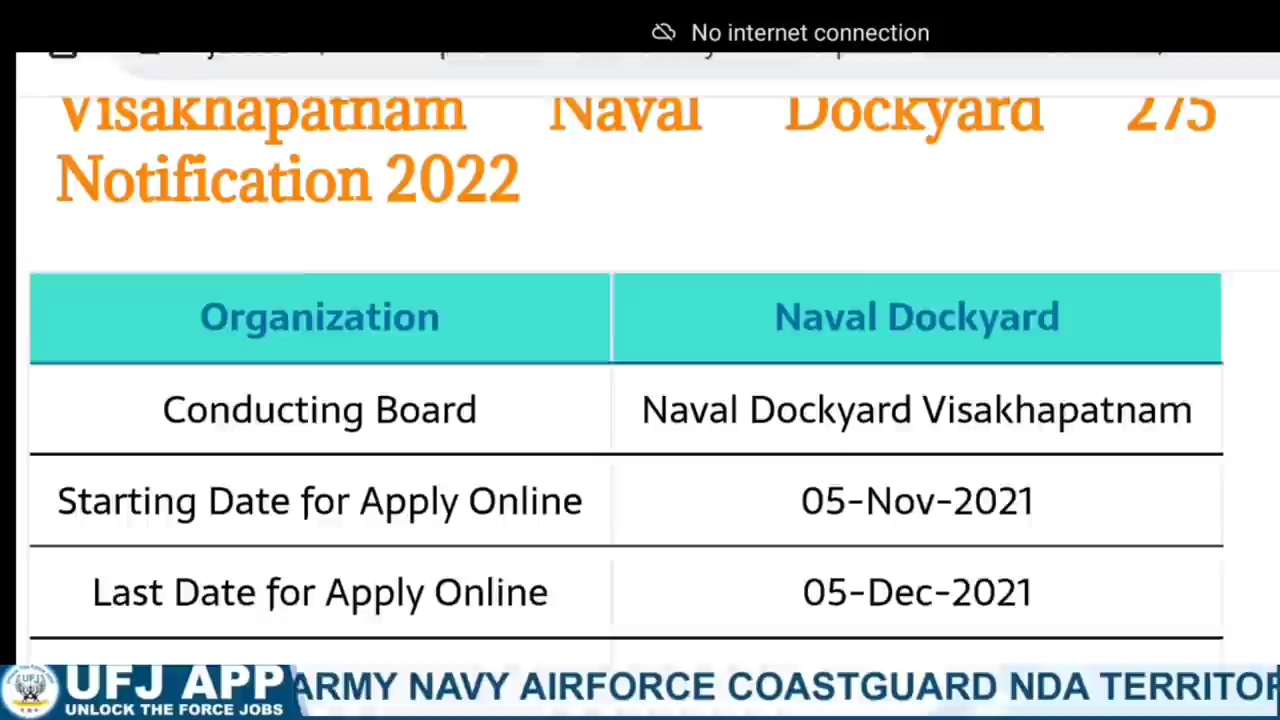 No internet connection
Visakhapatnam Naval Dockyard 275
Notification 2022
Organization Naval Dockyard
Conducting Board Naval Dockyard Visakhapatnam
Starting Date for Apply Online 05-Nov-2021
Last Date for Apply Online 05-Dec-2021
UFJ APP
UNLOCK THE FORCE JOBS
ARMY NAVY AIRFORCE COASTGUARD NDA